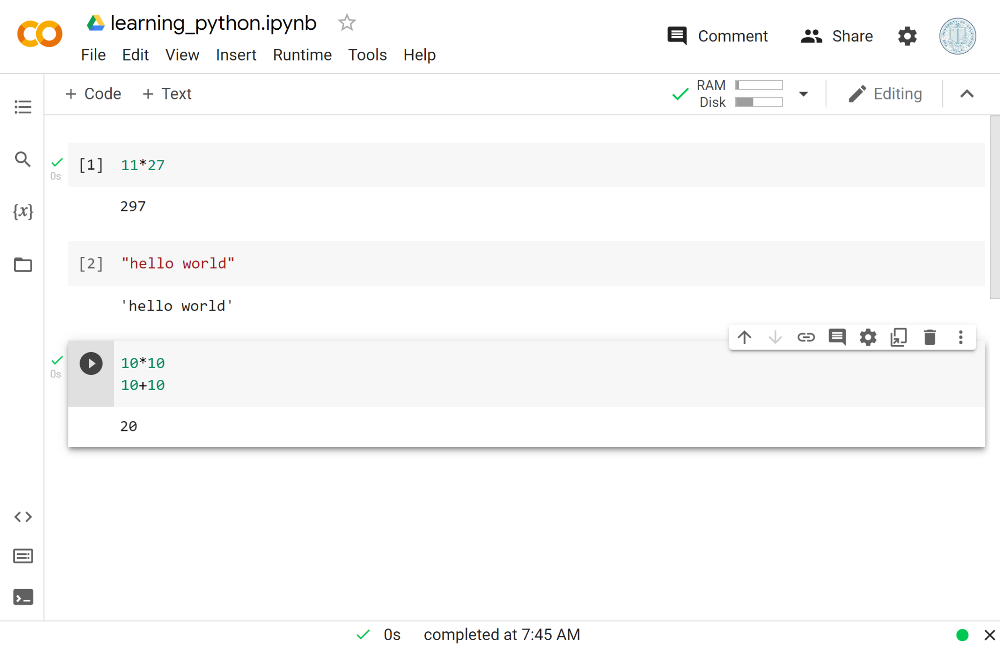 learning_python.ipynb
Comment
Share
File Edit View Insert Runtime Tools Help
+ Code + Text
RAM
Disk
Editing
{x}
0s
[1] 11*27
297
[2] "hello world"
'hello world'
0s
10*10
10+10
20
0s completed at 7:45 AM